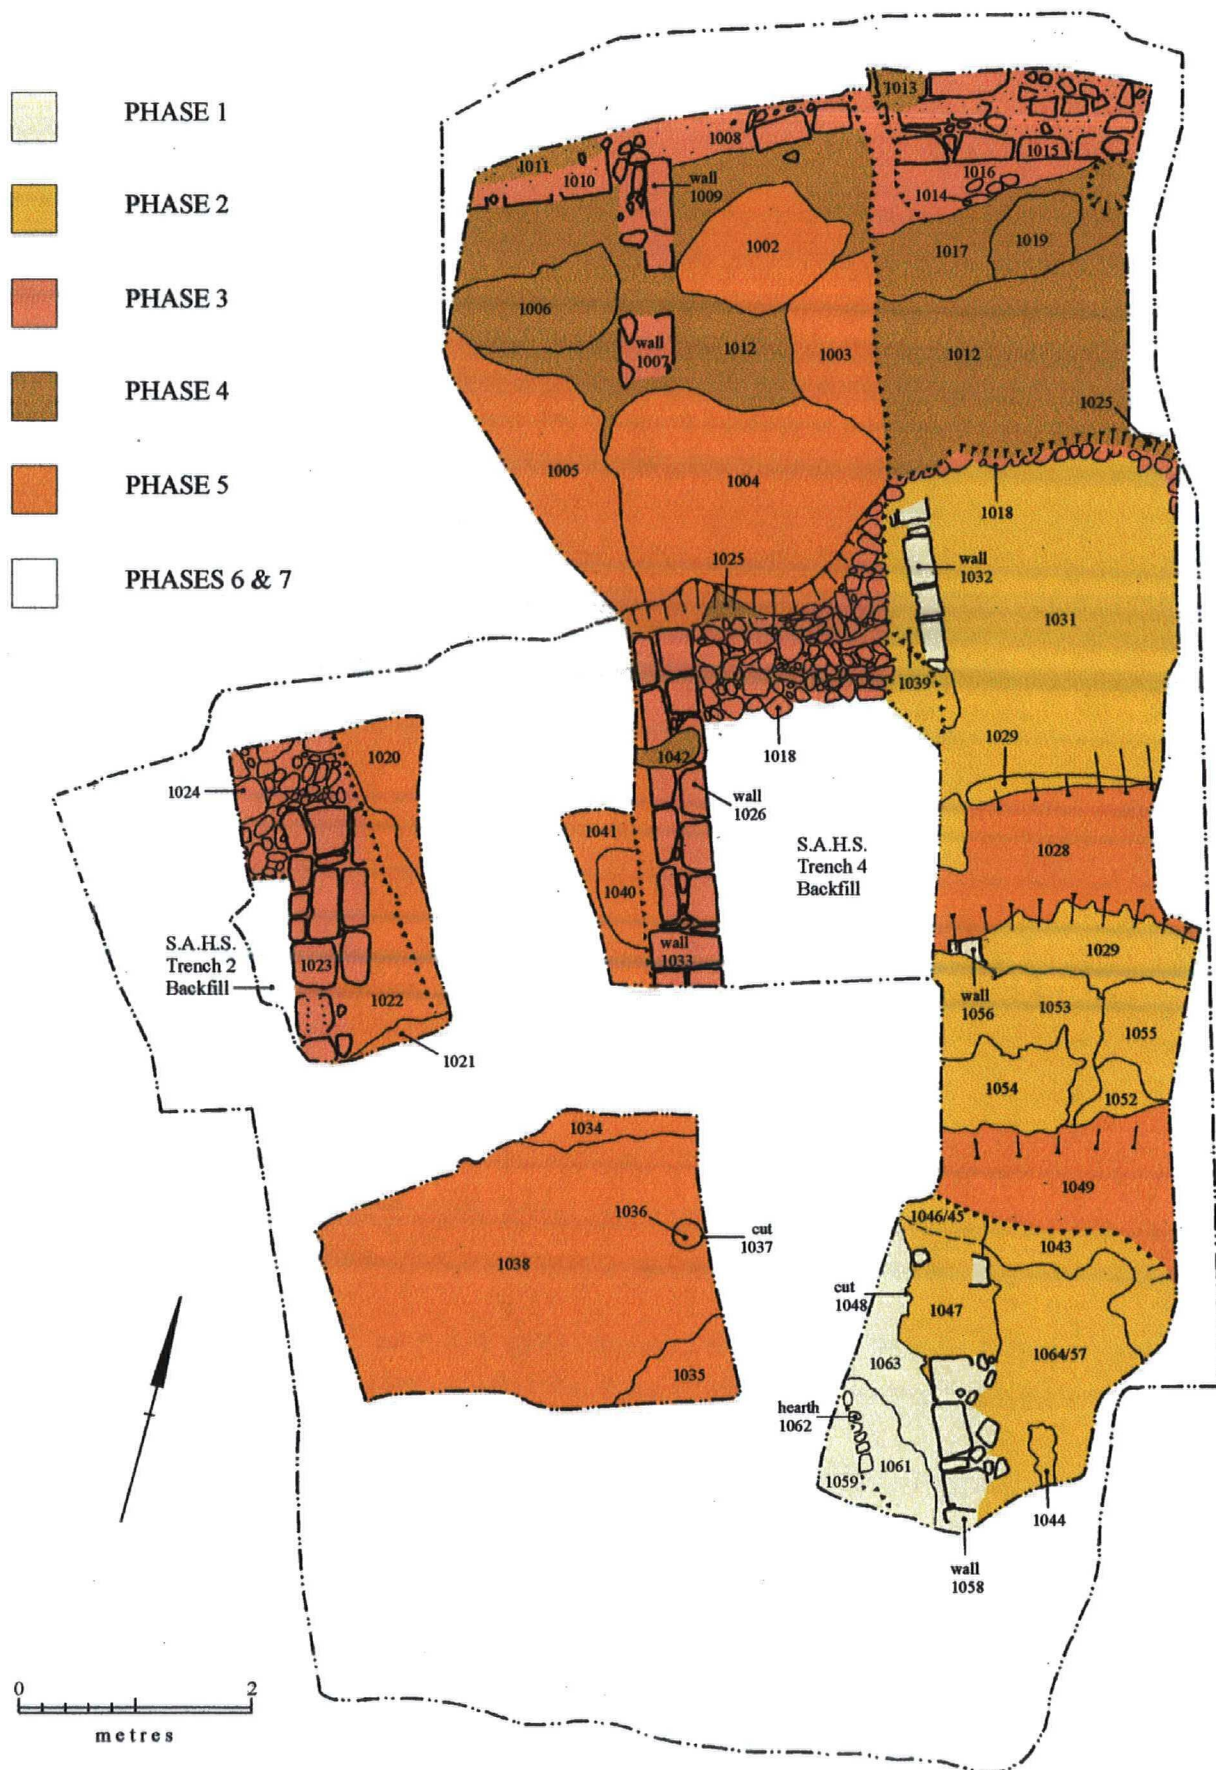 PHASE 1
PHASE 2
PHASE 3
PHASE 4
PHASE 5
PHASES 6 & 7
1013
1008
1011
1010
wall
1009
1015
1016
1014
1002
1017
1019
1006
wall
1007
1012
1003
1012
1025
1005
1004
1018
1025
wall
1032
1031
1039
1020
1042
1018
1029
1024
wall
1026
1041
S.A.H.S.
Trench 4
Backfill
1028
1040
S.A.H.S.
Trench 2
Backfill
wall
1033
1023
1029
1022
wall
1056
1053
1055
1021
1054
1052
1034
1049
1036
cut
1037
1046/45
1043
1038
cut
1048
1047
1063
1064/57
1035
hearth
1062
1061
1059
1044
wall
1058
0 2
metres